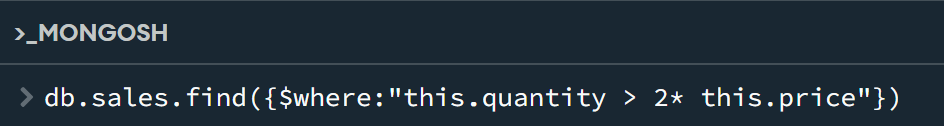 >_MONGOSH
> db.sales.find({$where:"this.quantity > 2* this.price"})